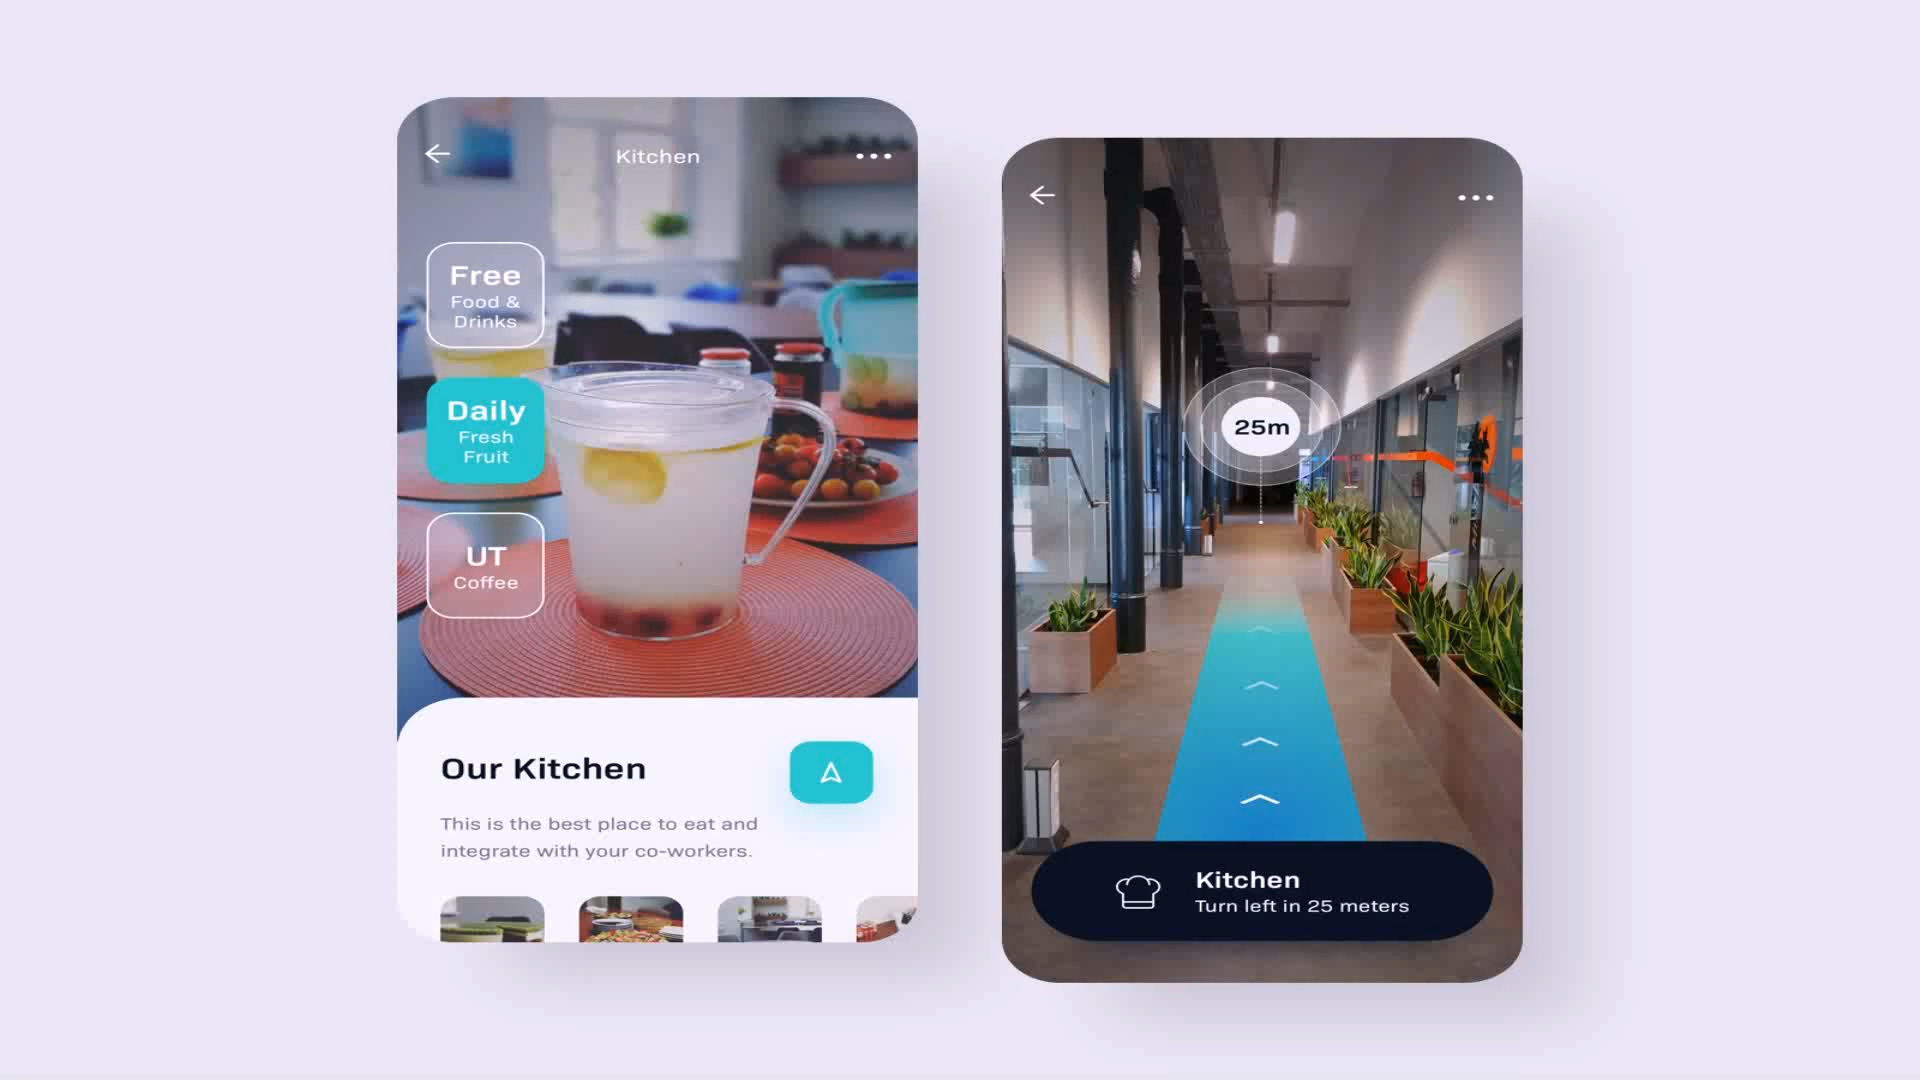 Kitchen
Free
Food &
Drinks
Daily
Fresh
Fruit
UT
Coffee
Our Kitchen
This is the best place to eat and
integrate with your co-workers.
25m
Kitchen
Turn left in 25 meters